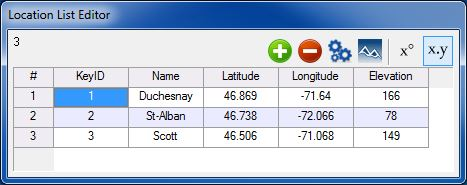 Location List Editor
3
x° x.y
# KeyID Name Latitude Longitude Elevation
1 1 Duchesnay 46.869 -71.64 166
2 2 St-Alban 46.738 -72.066 78
3 3 Scott 46.506 -71.068 149